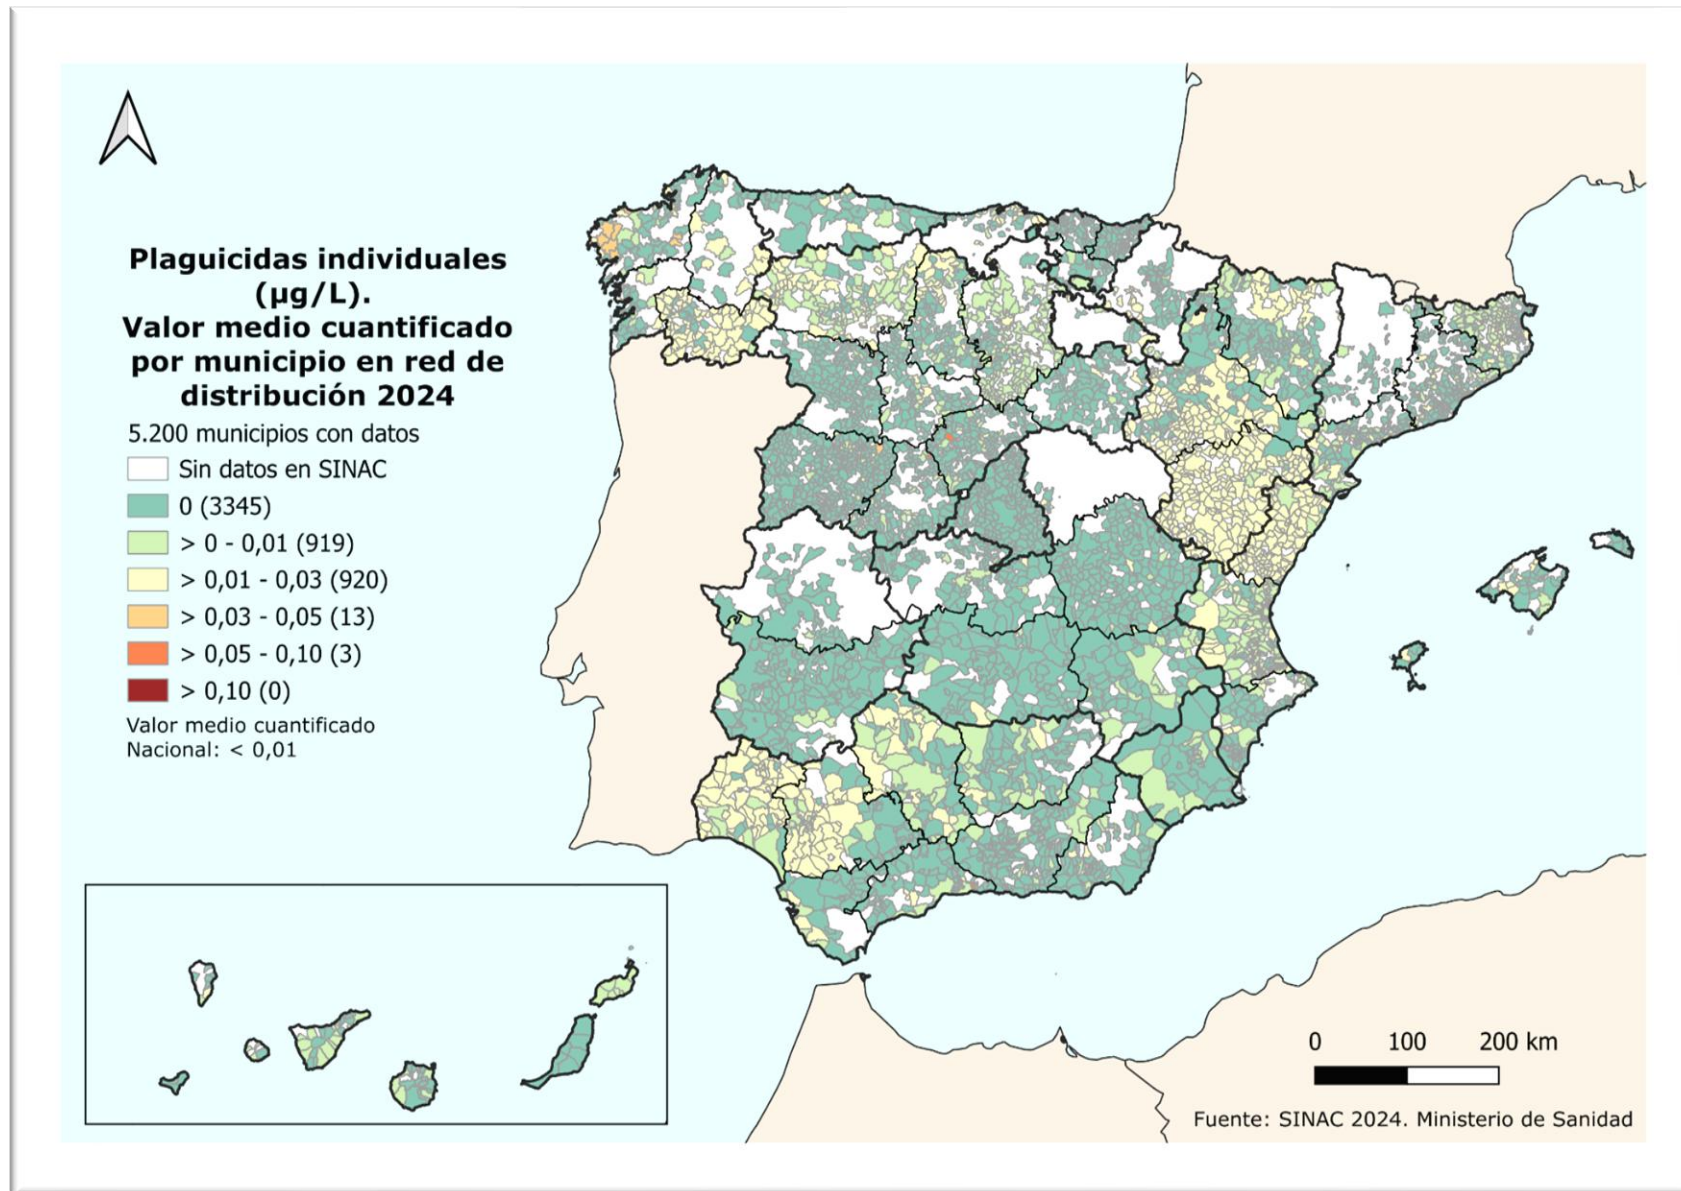 Plaguicidas individuales
(µg/L).
Valor medio cuantificado
por municipio en red de
distribución 2024
5.200 municipios con datos
Sin datos en SINAC
0 (3345)
> 0 - 0,01 (919)
> 0,01 - 0,03 (920)
> 0,03 - 0,05 (13)
> 0,05 - 0,10 (3)
> 0,10 (0)
Valor medio cuantificado
Nacional: < 0,01
0 100 200 km
Fuente: SINAC 2024. Ministerio de Sanidad